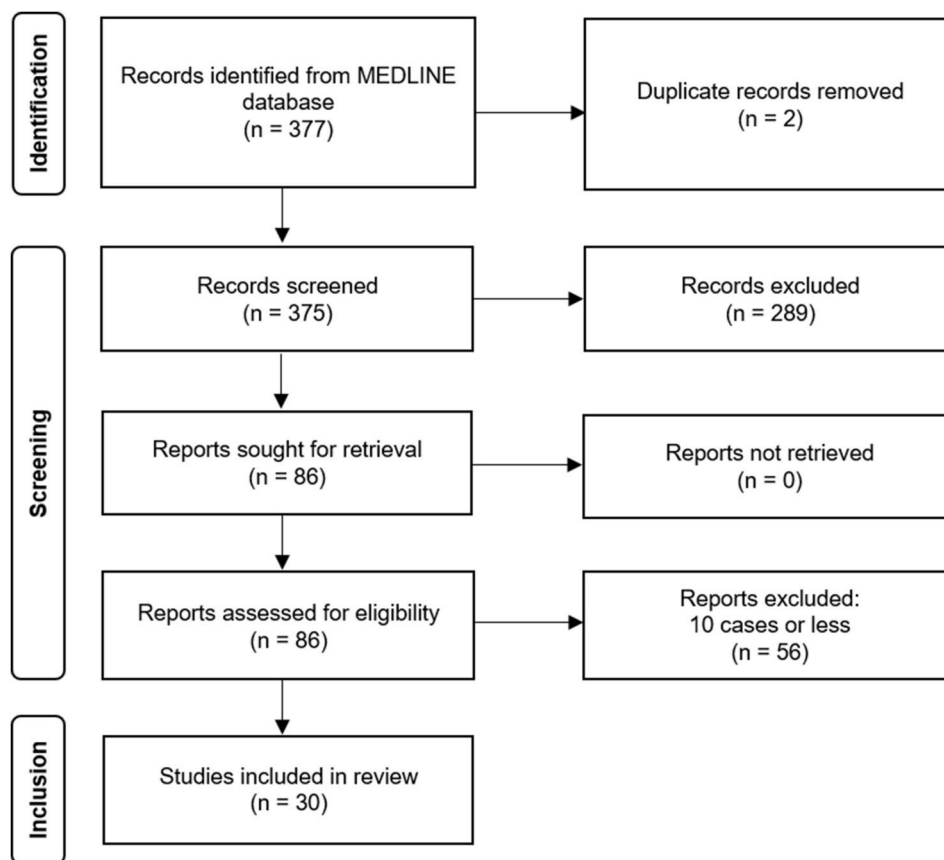 Identification
Records identified from MEDLINE
database
(n = 377)
Duplicate records removed
(n = 2)
Screening
Records screened
(n = 375)
Records excluded
(n = 289)
Reports sought for retrieval
(n = 86)
Reports not retrieved
(n = 0)
Reports assessed for eligibility
(n = 86)
Reports excluded:
10 cases or less
(n = 56)
Inclusion
Studies included in review
(n = 30)